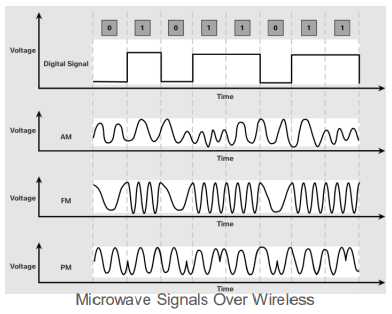 0 1 0 1 1 0 1 1
Voltage
Digital Signal
Time
Voltage
AM
Time
Voltage
FM
Time
Voltage
PM
Time
Microwave Signals Over Wireless